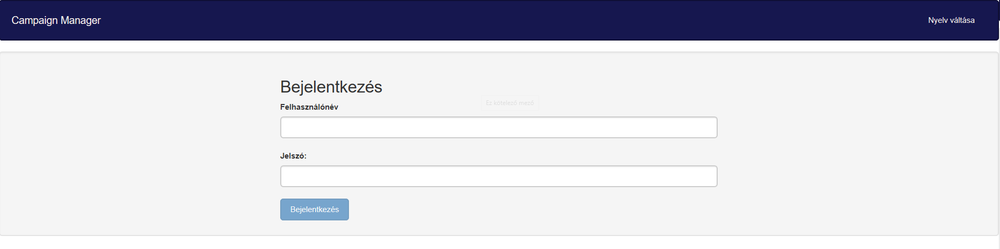 Campaign Manager
Nyelv váltása
Bejelentkezés
Ez kötelező mező
Felhasználónév
Jelszó:
Bejelentkezés